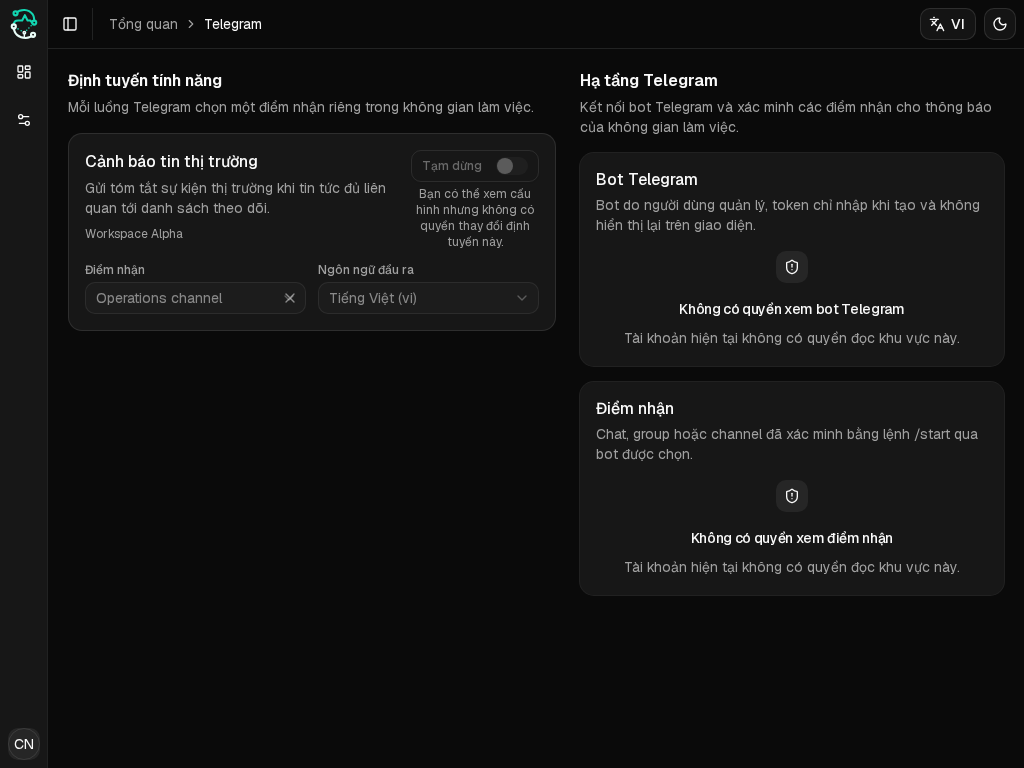 Tổng quan
Telegram
VI
Định tuyến tính năng
Mỗi luồng Telegram chọn một điểm nhận riêng trong không gian làm việc.
Cảnh báo tin thị trường
Gửi tóm tắt sự kiện thị trường khi tin tức đủ liên
quan tới danh sách theo dõi.
Workspace Alpha
Tạm dừng
Bạn có thể xem cấu
hình nhưng không có
quyền thay đổi định
tuyến này.
Điểm nhận
Operations channel
Ngôn ngữ đầu ra
Tiếng Việt (vi)
Hạ tầng Telegram
Kết nối bot Telegram và xác minh các điểm nhận cho thông báo
của không gian làm việc.
Bot Telegram
Bot do người dùng quản lý, token chỉ nhập khi tạo và không
hiển thị lại trên giao diện.
Không có quyền xem bot Telegram
Tài khoản hiện tại không có quyền đọc khu vực này.
Điểm nhận
Chat, group hoặc channel đã xác minh bằng lệnh /start qua
bot được chọn.
Không có quyền xem điểm nhận
Tài khoản hiện tại không có quyền đọc khu vực này.
CN